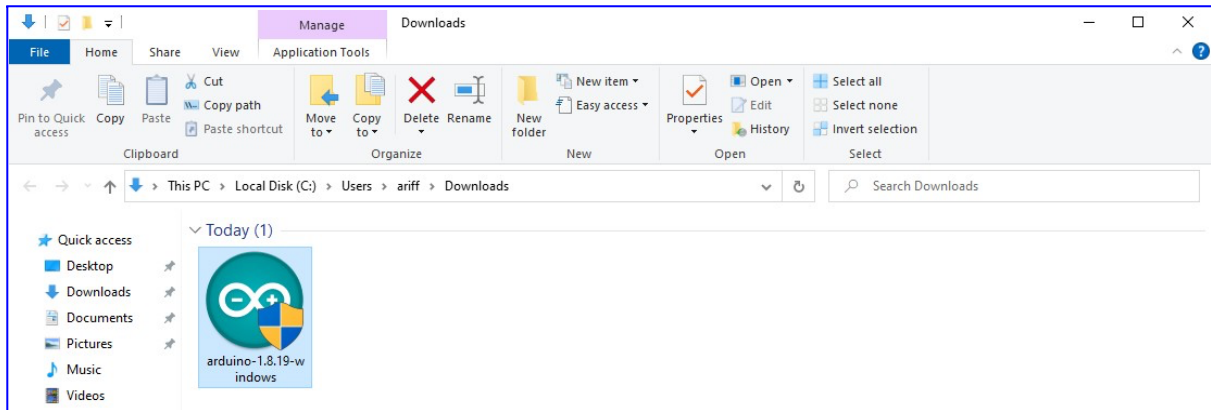 Manage
Downloads
File
Home
Share
View
Application Tools
Pin to Quick access
Copy
Paste
Cut
Copy path
Paste shortcut
Clipboard
Move to
Copy to
Delete
Rename
Organize
New folder
New item
Easy access
New
Properties
Open
Edit
History
Open
Select all
Select none
Invert selection
Select
This PC > Local Disk (C:) > Users > ariff > Downloads
Search Downloads
Quick access
Desktop
Downloads
Documents
Pictures
Music
Videos
Today (1)
arduino-1.8.19-w
indows